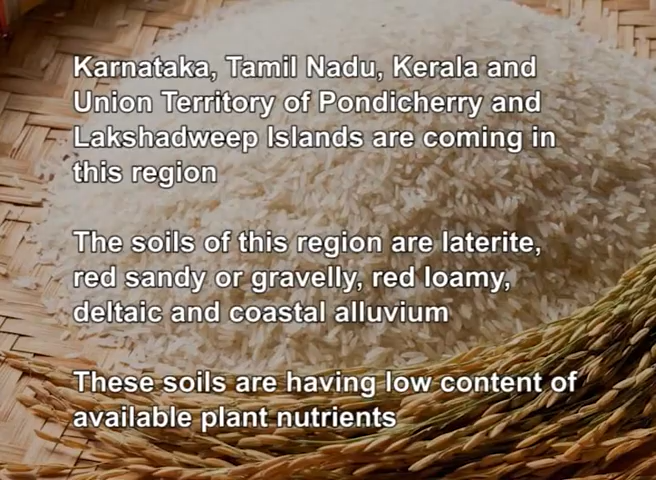 Karnataka, Tamil Nadu, Kerala and
Union Territory of Pondicherry and
Lakshadweep Islands are coming in
this region
The soils of this region are laterite,
red sandy or gravelly, red loamy,
deltaic and coastal alluvium
These soils are having low content of
available plant nutrients